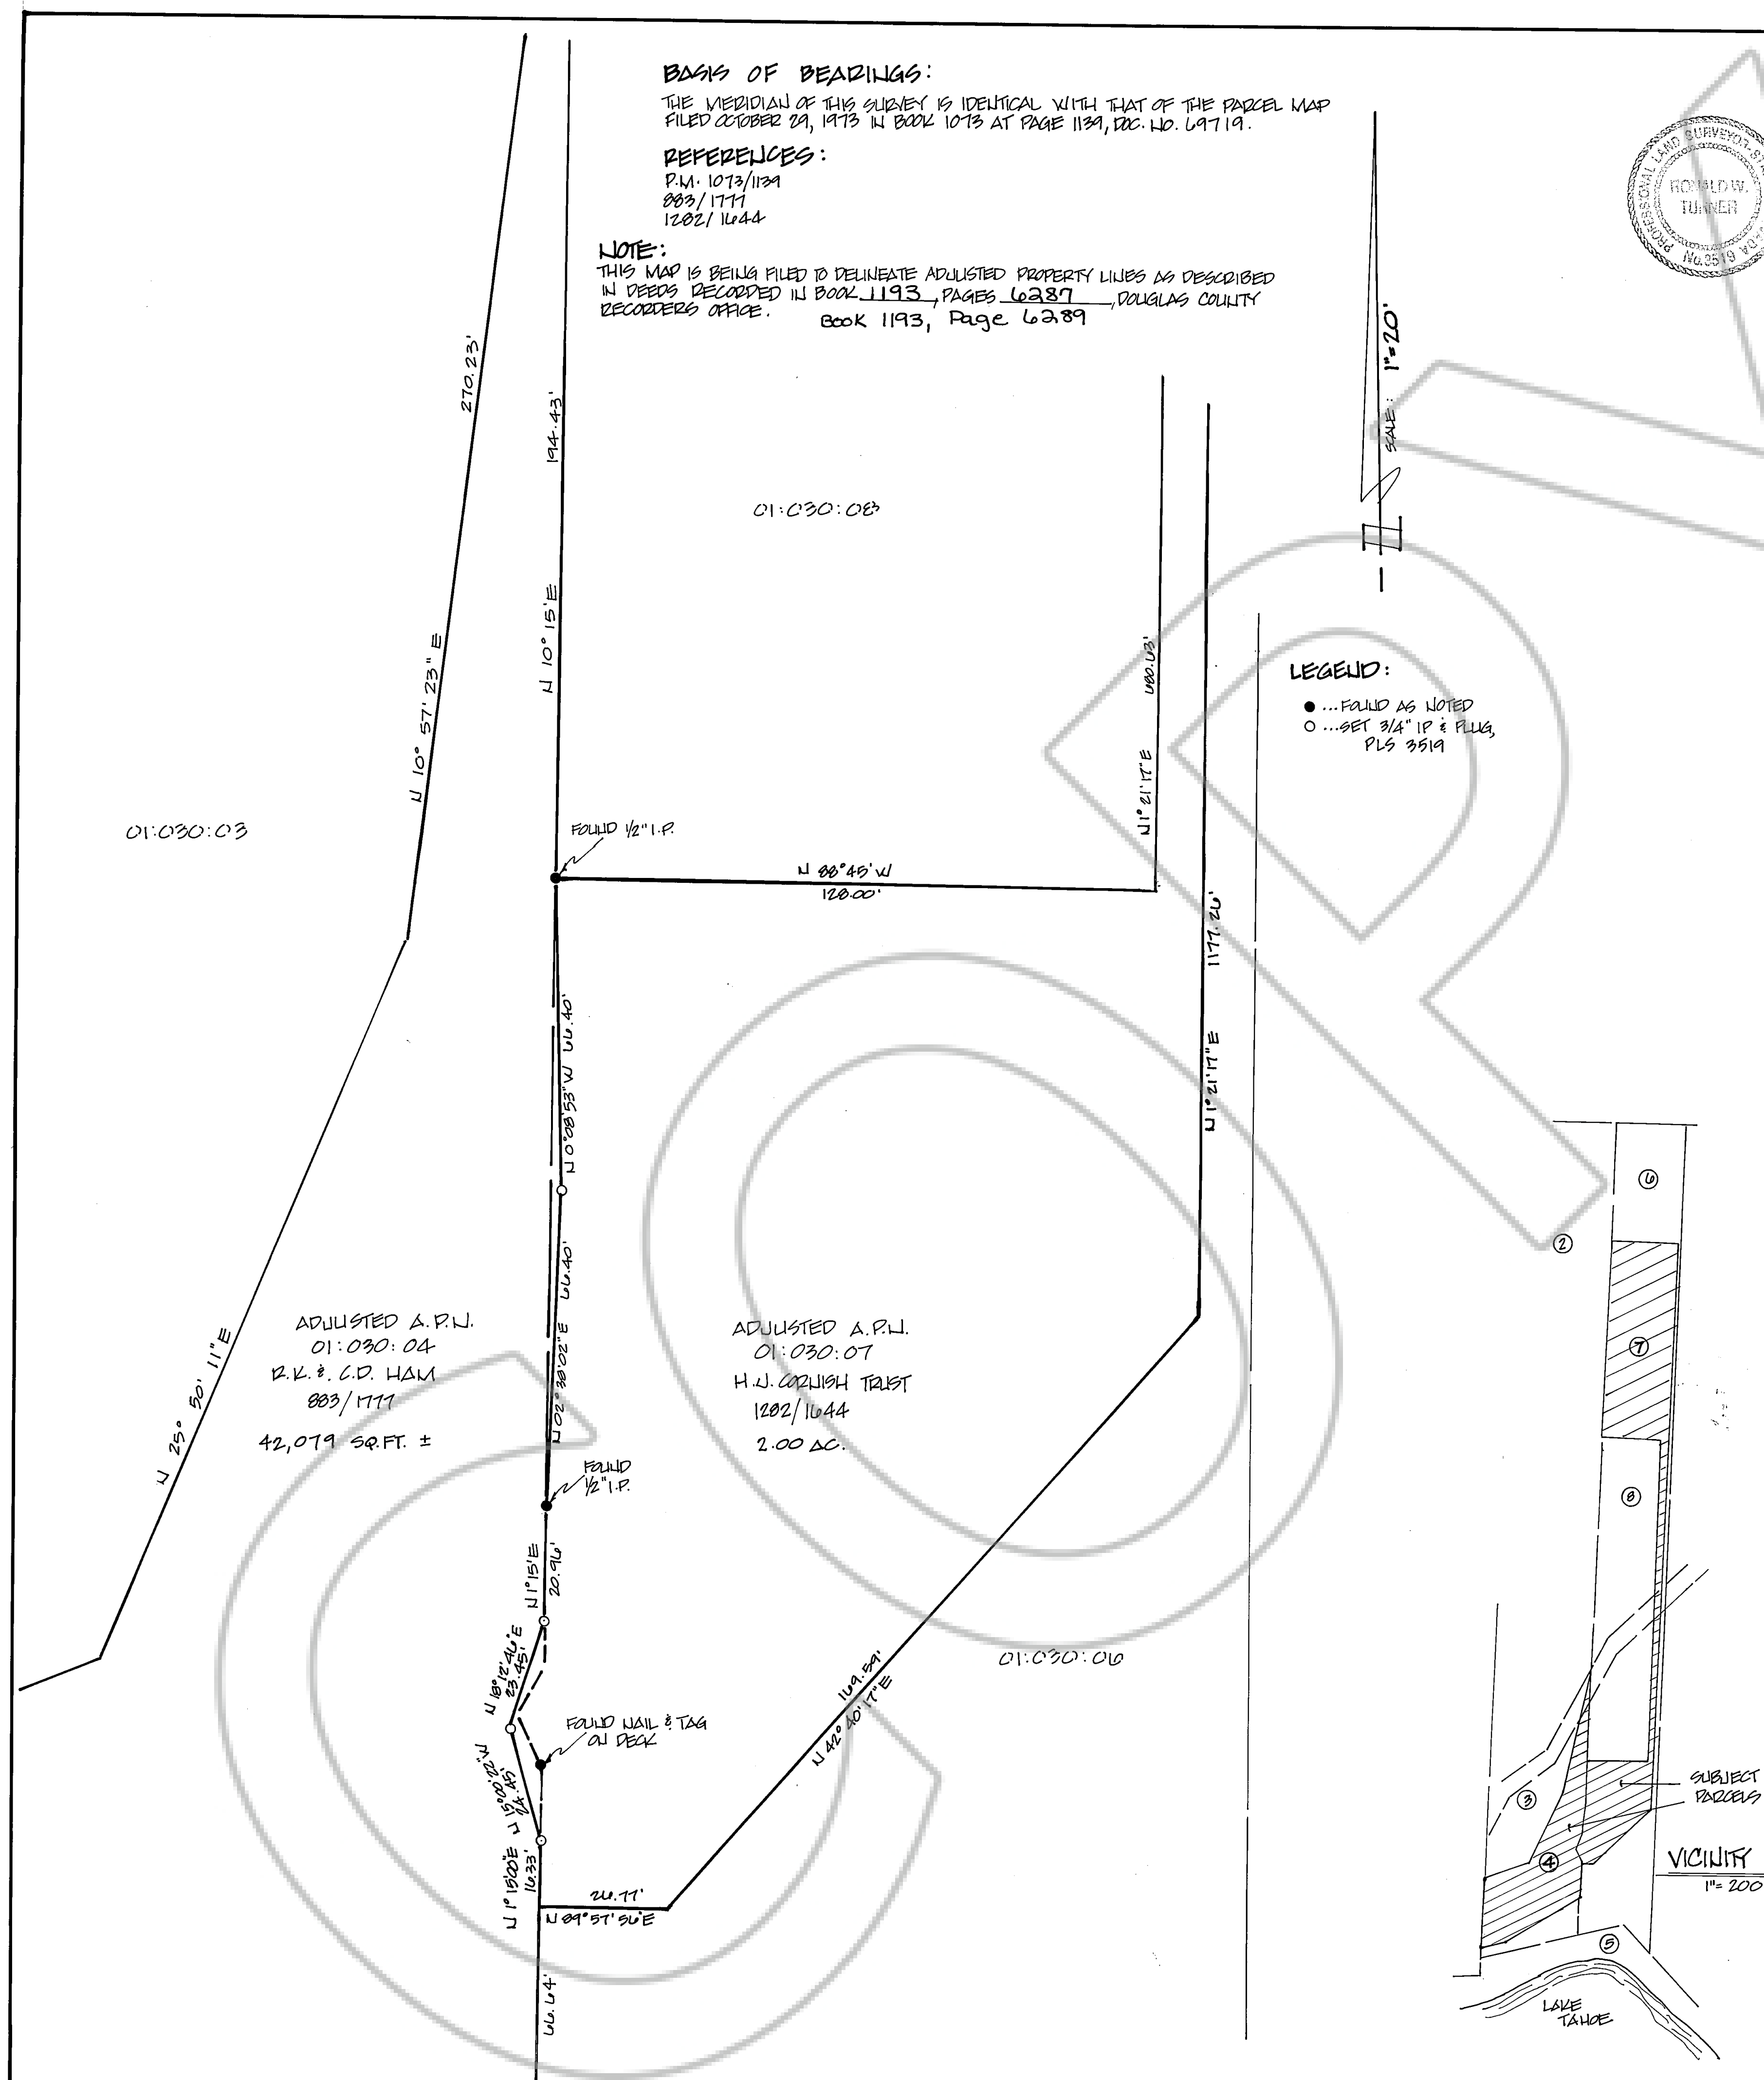 BASIS OF BEARINGS:
THE MERIDIAN OF THIS SURVEY IS IDENTICAL WITH THAT OF THE PARCEL MAP
FILED OCTOBER 29, 1973 IN BOOK 1073 AT PAGE 1139, DOC. NO. 69719.
REFERENCES:
P.M. 1073/1139
883/1777
1282/1644
NOTE:
THIS MAP IS BEING FILED TO DELINEATE ADJUSTED PROPERTY LINES AS DESCRIBED
IN DEEDS RECORDED IN BOOK 1193, PAGES 6287, DOUGLAS COUNTY
RECORDERS OFFICE.
BOOK 1193, Page 6289
PROFESSIONAL LAND SURVEYOR
RONALD W.
TURNER
No. 3519
SCALE: 1"=20'
270.23'
N 10° 57' 23" E
194.43'
N 10° 15' E
01:030:08
680.63'
N 1° 21' 17" E
LEGEND:
● ...FOUND AS NOTED
○ ...SET 3/4" IP & PLUG,
PLS 3519
01:030:03
FOUND 1/2" I.P.
N 88° 45' W
128.00'
1177.26'
N 1° 21' 17" E
N 0° 08' 53" W 66.40'
N 02° 38' 02" E 66.40'
N 25° 50' 11" E
ADJUSTED A.P.N.
01:030:04
R.K. & C.D. HAM
883/1777
42,079 SQ.FT. ±
ADJUSTED A.P.N.
01:030:07
H.J. CORNISH TRUST
1282/1644
2.00 AC.
FOUND
1/2" I.P.
N 1° 15' E
20.96'
N 18° 12' 46" E
23.45'
FOUND NAIL & TAG
ON DECK
N 15° 00' 22" W
24.45'
N 1° 15' 00" E
16.33'
26.77'
N 89° 57' 56" E
169.59'
N 42° 40' 17" E
01:030:06
66.64'
6
2
7
8
3
4
5
SUBJECT
PARCELS
VICINITY
1"= 200
LAKE
TAHOE
COP